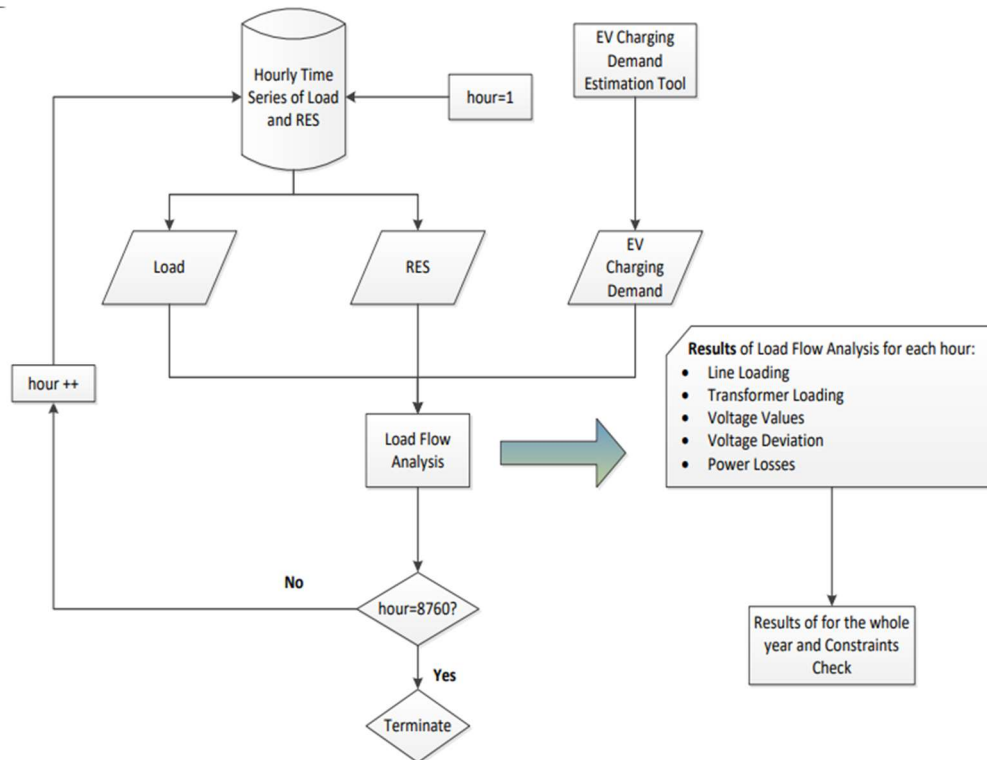 Hourly Time
Series of Load
and RES
hour=1
EV Charging
Demand
Estimation Tool
Load
RES
EV
Charging
Demand
hour ++
Load Flow
Analysis
Results of Load Flow Analysis for each hour:
• Line Loading
• Transformer Loading
• Voltage Values
• Voltage Deviation
• Power Losses
No
hour=8760?
Yes
Terminate
Results of for the whole
year and Constraints
Check